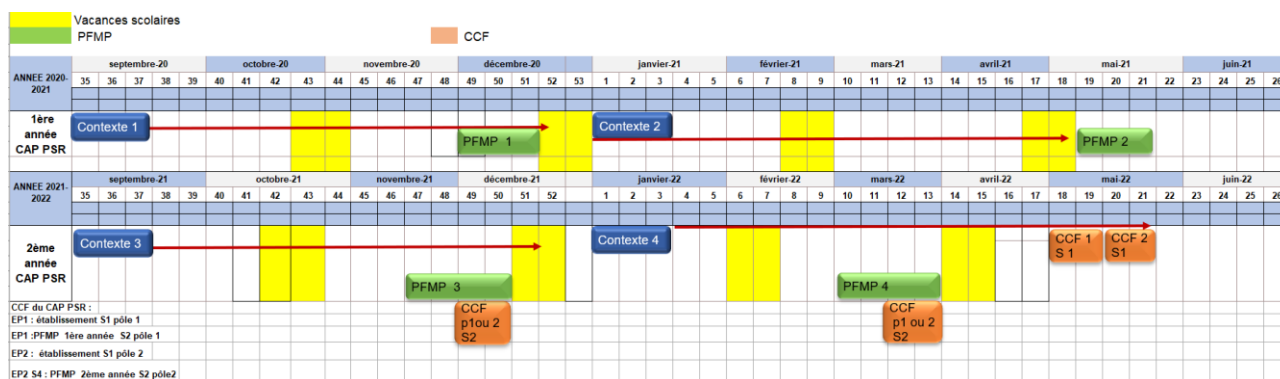 Vacances scolaires
PFMP CCF
septembre-20 octobre-20 novembre-20 décembre-20 janvier-21 février-21 mars-21 avril-21 mai-21 juin-21
ANNEE 2020-2021 35 36 37 38 39 40 41 42 43 44 45 46 47 48 49 50 51 52 53 1 2 3 4 5 6 7 8 9 10 11 12 13 14 15 16 17 18 19 20 21 22 23 24 25 26
1ère année CAP PSR
Contexte 1 Contexte 2
PFMP 1 PFMP 2
septembre-21 octobre-21 novembre-21 décembre-21 janvier-22 février-22 mars-22 avril-22 mai-22 juin-22
ANNEE 2021-2022 35 36 37 38 39 40 41 42 43 44 45 46 47 48 49 50 51 52 1 2 3 4 5 6 7 8 9 10 11 12 13 14 15 16 17 18 19 20 21 22 23 24 25 26
2ème année CAP PSR
Contexte 3 Contexte 4 CCF 1 S 1 CCF 2 S1
PFMP 3 PFMP 4
CCF p1ou 2 S2 CCF p1 ou 2 S2
CCF du CAP PSR :
EP1 : établissement S1 pôle 1
EP1 :PFMP 1ère année S2 pôle 1
EP2 : établissement S1 pôle 2
EP2 S4 : PFMP 2ème année S2 pôle2